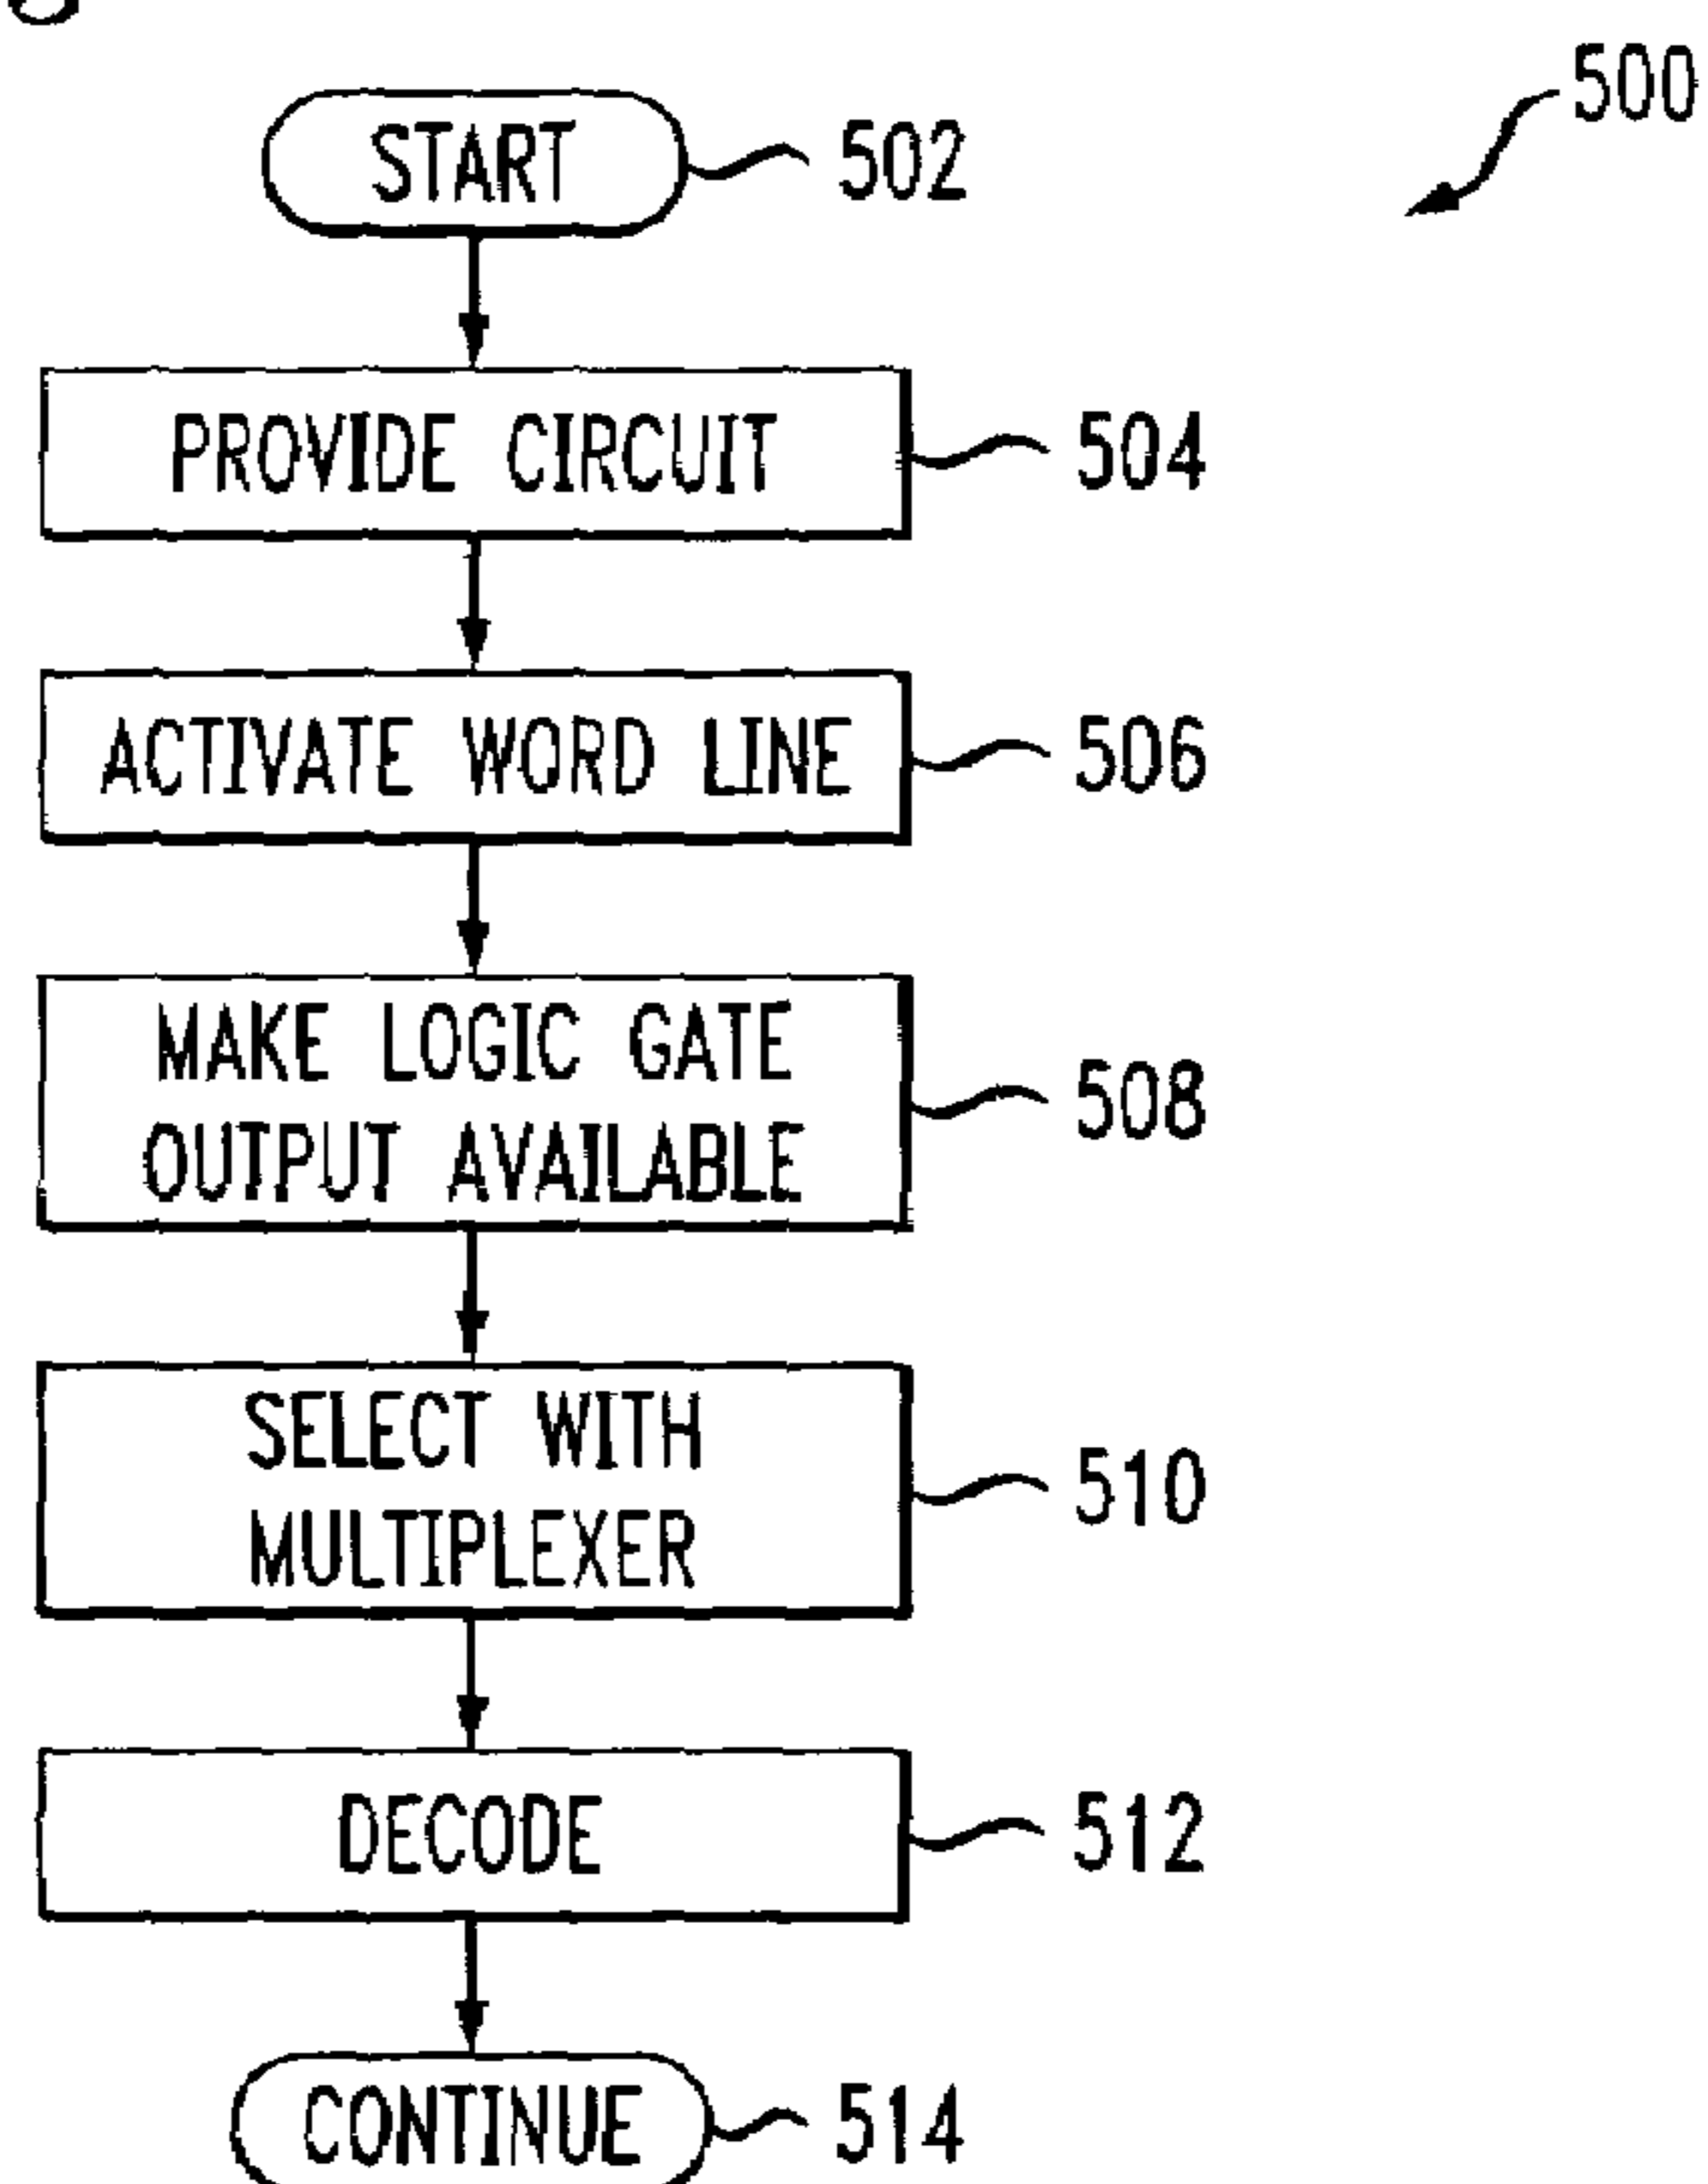 500
START 502
PROVIDE CIRCUIT 504
ACTIVATE WORD LINE 506
MAKE LOGIC GATE
OUTPUT AVAILABLE 508
SELECT WITH
MULTIPLEXER 510
DECODE 512
CONTINUE 514